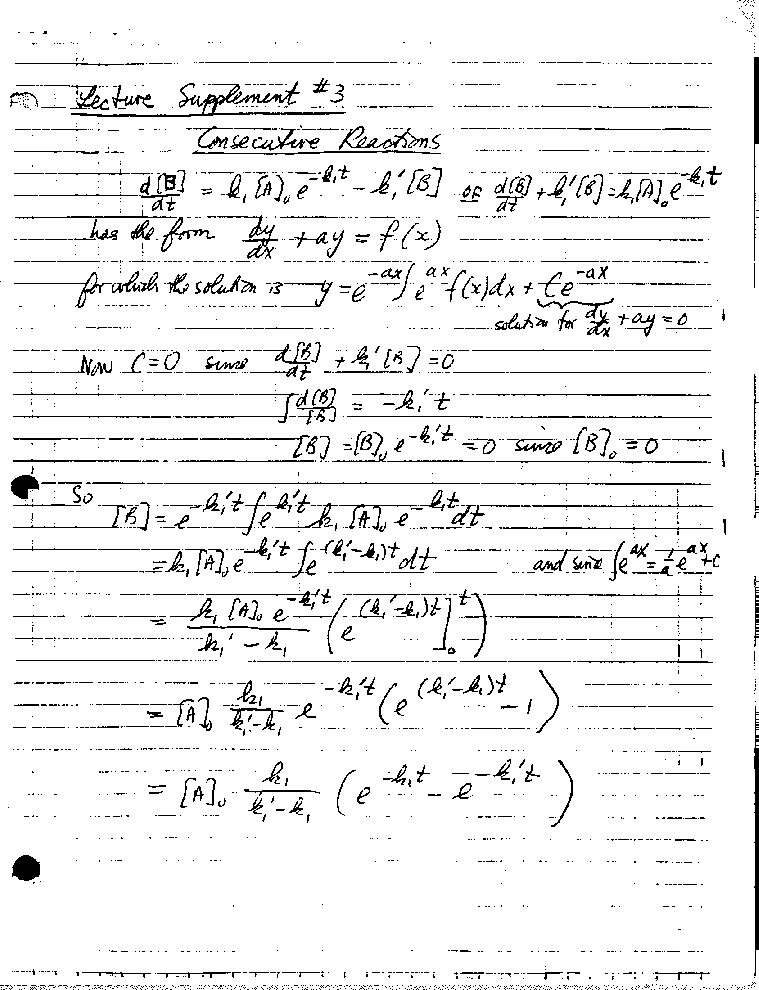 Lecture Supplement #3
Consecutive Reactions
d[B]/dt = k₁[A]₀e^(-k₁t) - k₁'[B] or d[B]/dt + k₁'[B] = k₁[A]₀e^(-k₁t)
has the form dy/dx + ay = f(x)
for which the solution is y = e^(-ax)∫e^(ax)f(x)dx + Ce^(-ax)
solution for dy/dx + ay = 0
Now C=0 since d[B]/dt + k₁'[B] = 0
∫d[B]/[B] = -k₁'t
[B] = [B]₀e^(-k₁'t) = 0 since [B]₀ = 0
So
[B] = e^(-k₁'t)∫e^(k₁'t) k₁[A]₀e^(-k₁t)dt
= k₁[A]₀e^(-k₁'t)∫e^((k₁'-k₁)t)dt and since ∫e^(ax) = 1/a e^(ax)+C
= k₁[A]₀e^(-k₁'t)/(k₁'-k₁) (e^((k₁'-k₁)t)]₀^t)
= [A]₀ k₁/(k₁'-k₁) e^(-k₁'t)(e^((k₁'-k₁)t) - 1)
= [A]₀ k₁/(k₁'-k₁) (e^(-k₁t) - e^(-k₁'t))